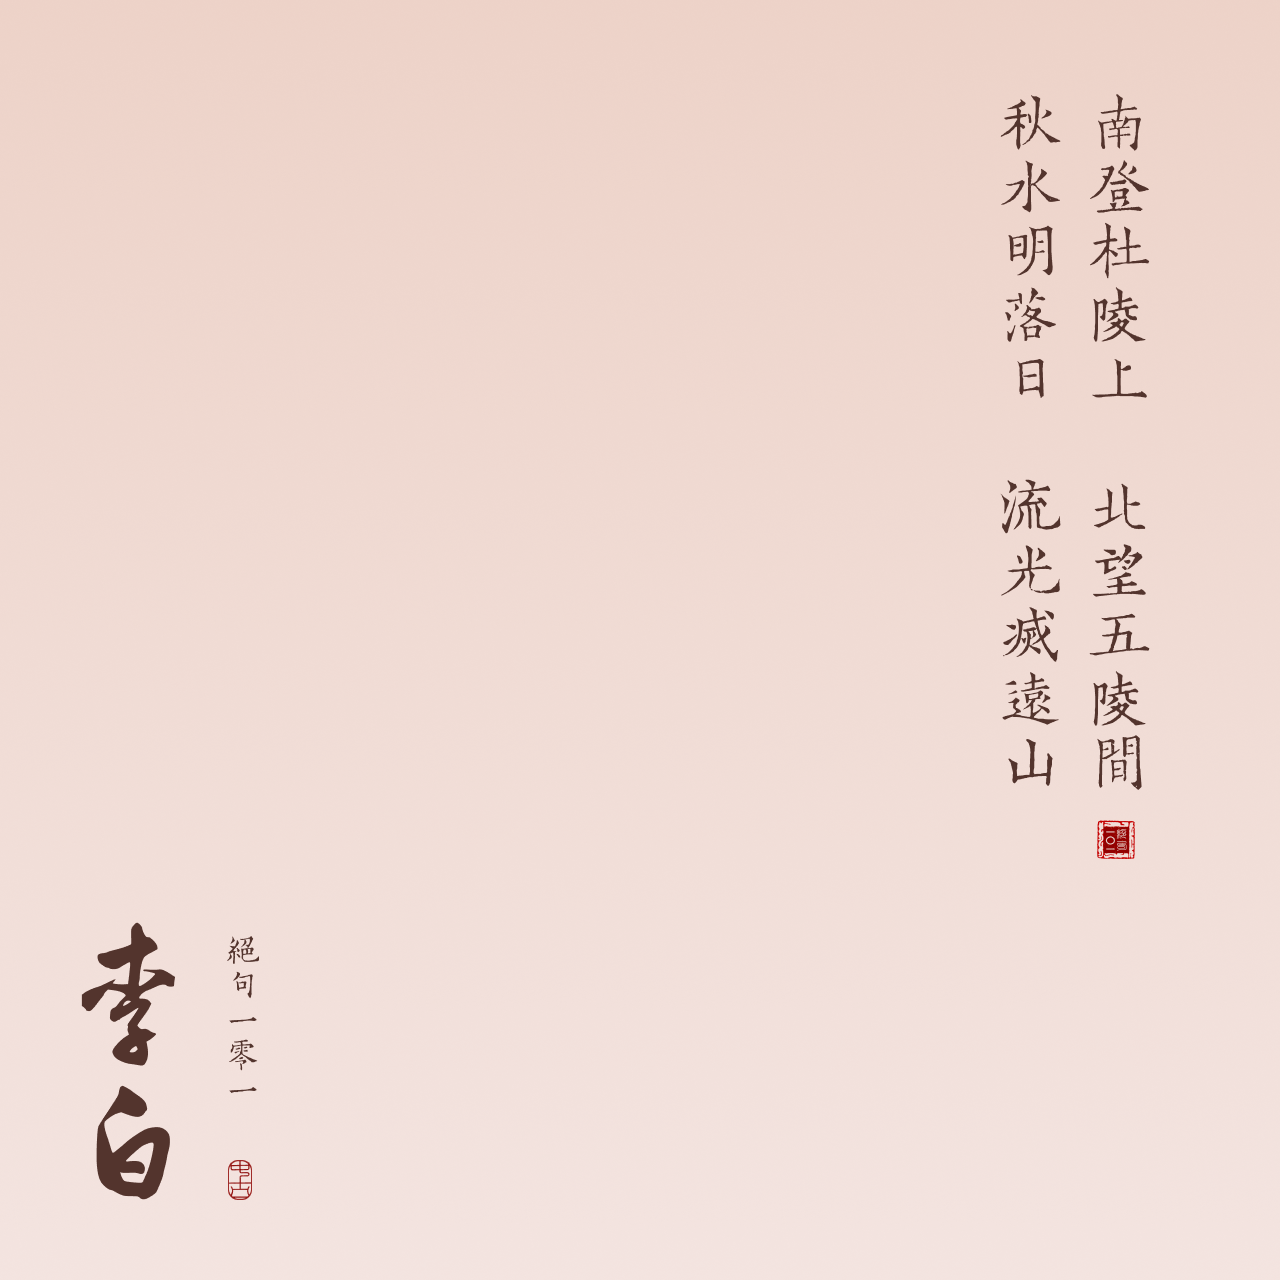 南登杜陵上 北望五陵間
秋水明落日 流光滅遠山
絕句一零一
李白